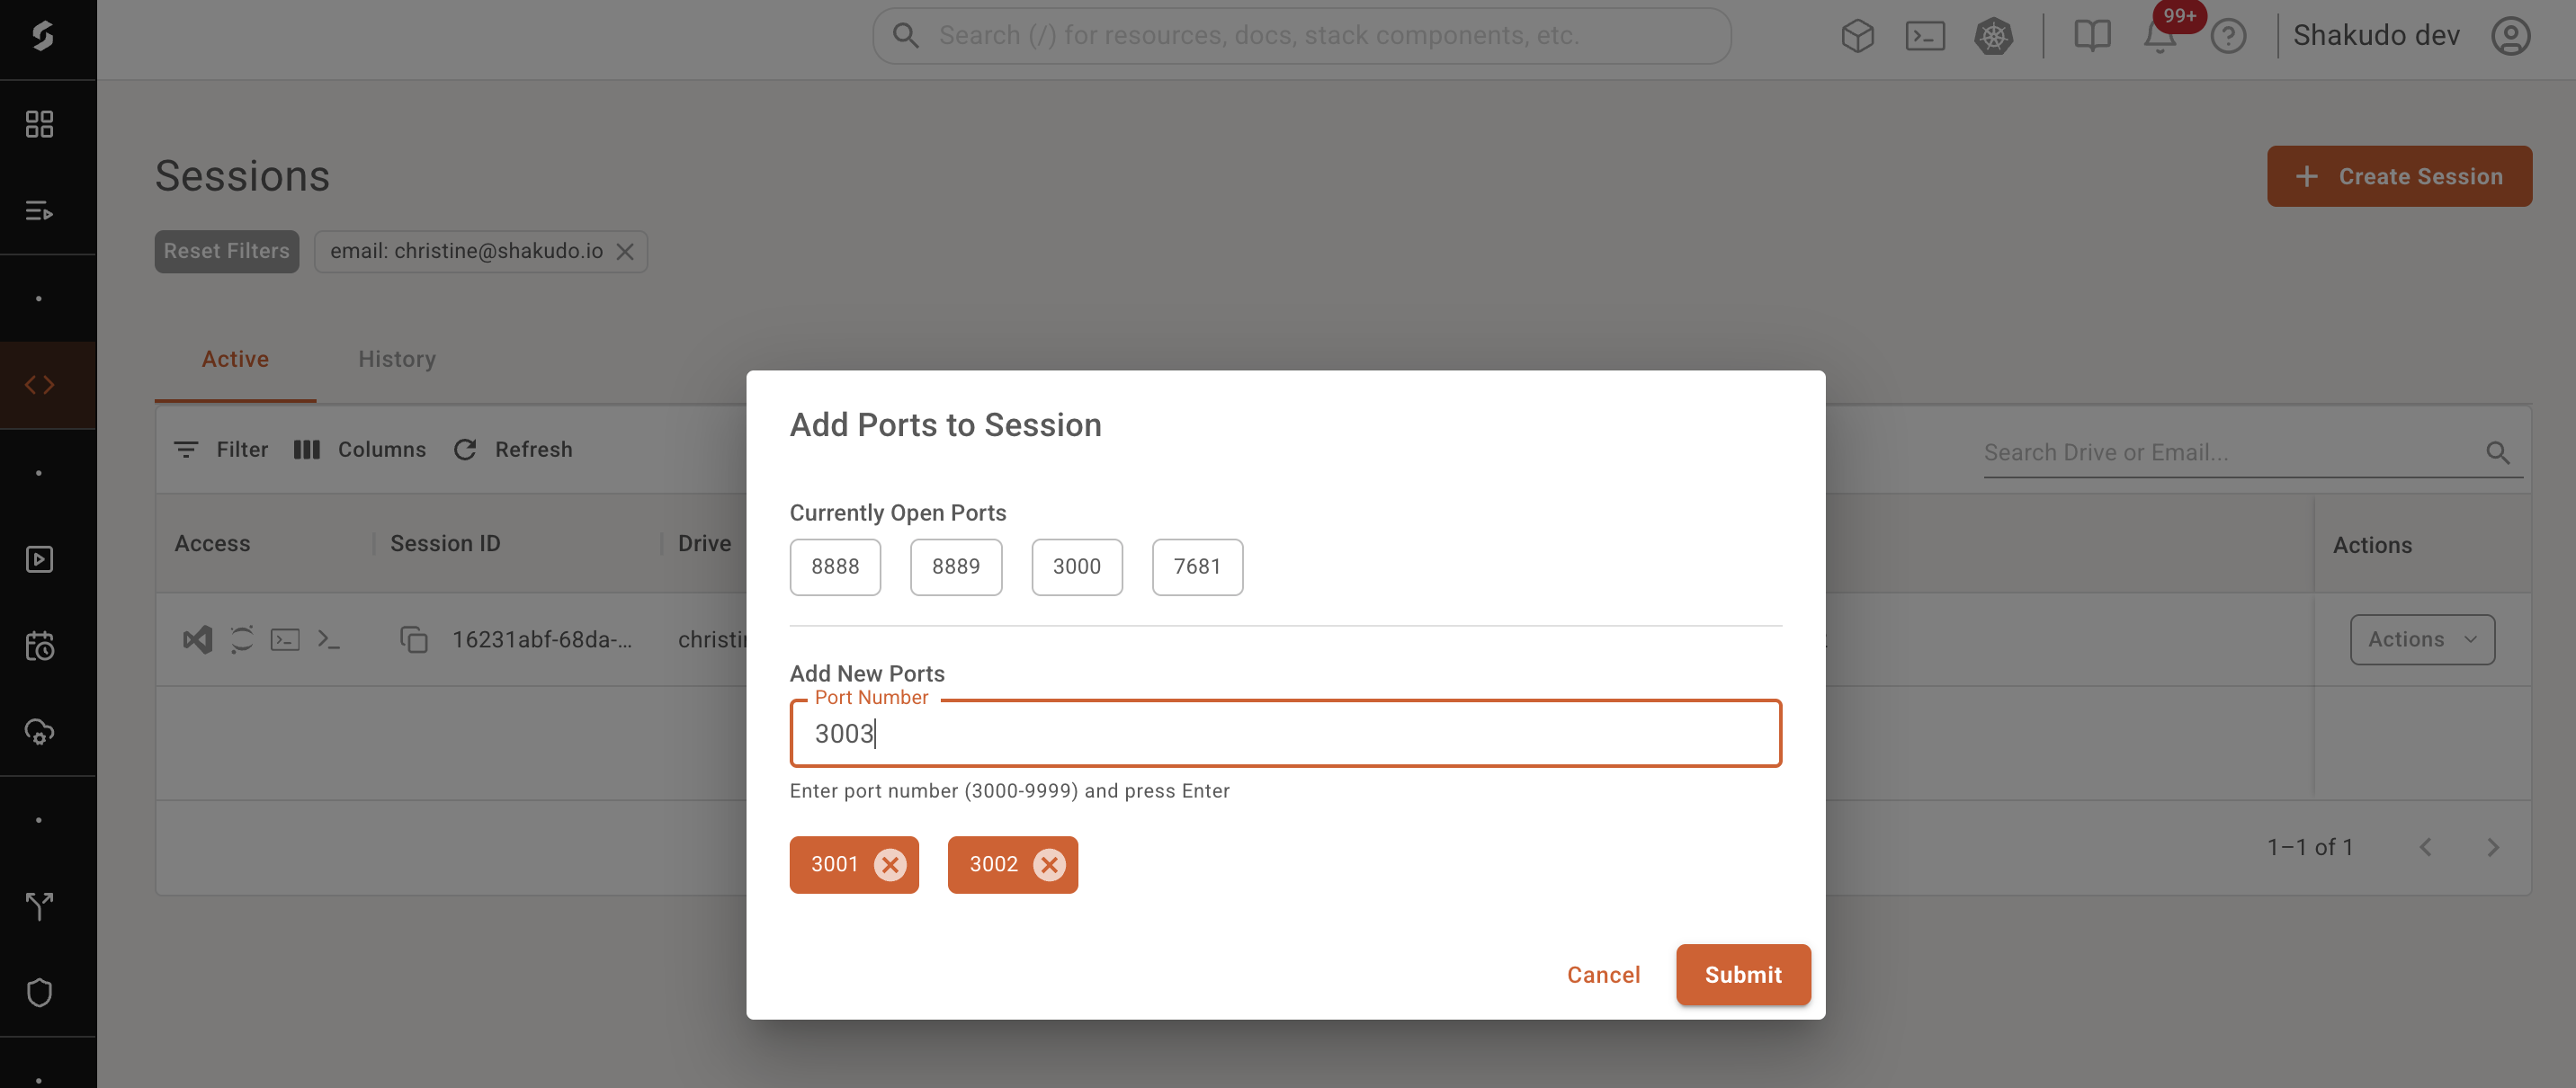 Search (/) for resources, docs, stack components, etc.
99+
Shakudo dev
Sessions
Create Session
Reset Filters
email: christine@shakudo.io
Active
History
Filter
Columns
Refresh
Search Drive or Email...
Access
Session ID
Drive
Actions
16231abf-68da-...
Actions
1–1 of 1
Add Ports to Session
Currently Open Ports
8888
8889
3000
7681
Add New Ports
Port Number
3003
Enter port number (3000-9999) and press Enter
3001
3002
Cancel
Submit